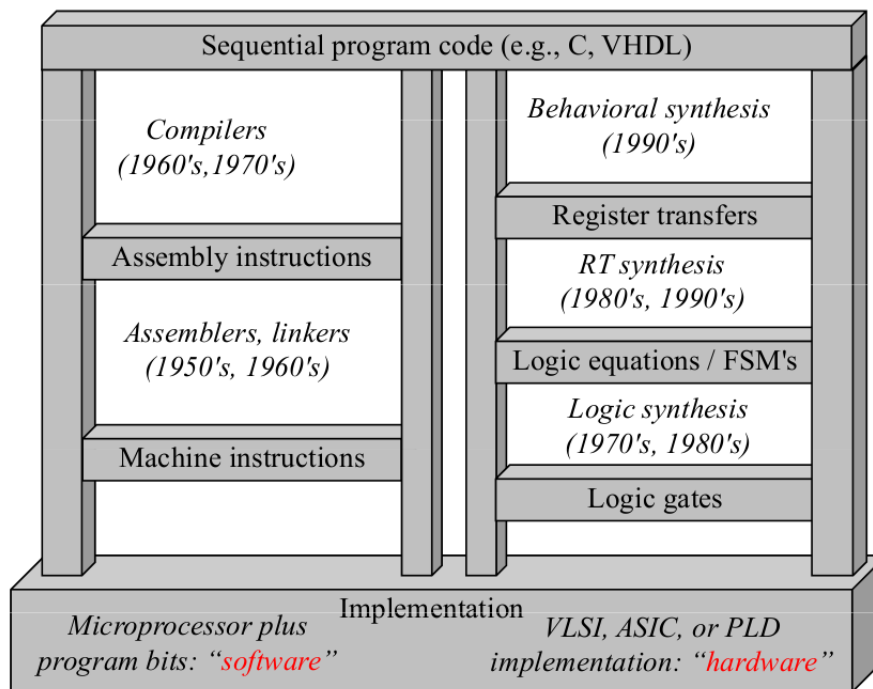 Sequential program code (e.g., C, VHDL)
Compilers
(1960's,1970's)
Assembly instructions
Assemblers, linkers
(1950's, 1960's)
Machine instructions
Behavioral synthesis
(1990's)
Register transfers
RT synthesis
(1980's, 1990's)
Logic equations / FSM's
Logic synthesis
(1970's, 1980's)
Logic gates
Implementation
Microprocessor plus
program bits: “software”
VLSI, ASIC, or PLD
implementation: “hardware”